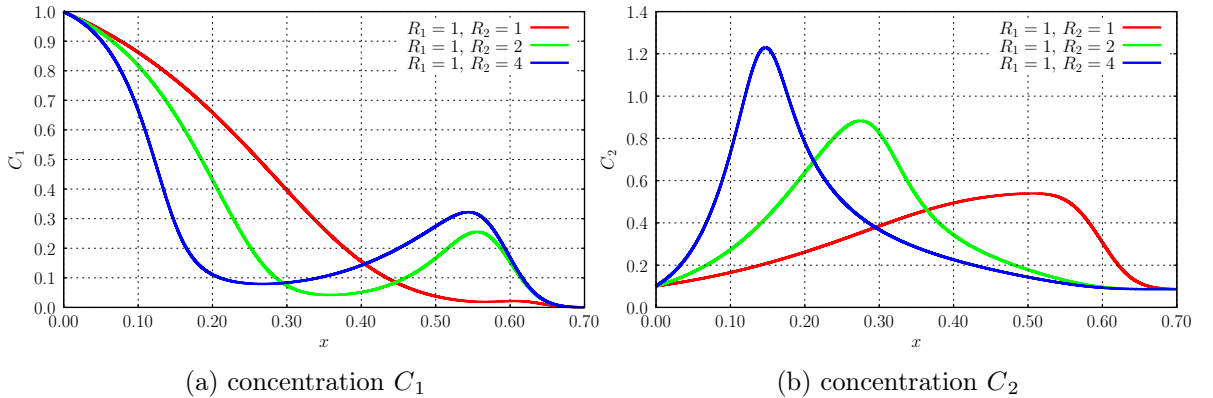 1.0
0.9
0.8
0.7
0.6
0.5
0.4
0.3
0.2
0.1
0.0
C₁
R₁ = 1, R₂ = 1
R₁ = 1, R₂ = 2
R₁ = 1, R₂ = 4
0.00 0.10 0.20 0.30 0.40 0.50 0.60 0.70
x
(a) concentration C₁
1.4
1.2
1.0
0.8
0.6
0.4
0.2
0.0
C₂
R₁ = 1, R₂ = 1
R₁ = 1, R₂ = 2
R₁ = 1, R₂ = 4
0.00 0.10 0.20 0.30 0.40 0.50 0.60 0.70
x
(b) concentration C₂